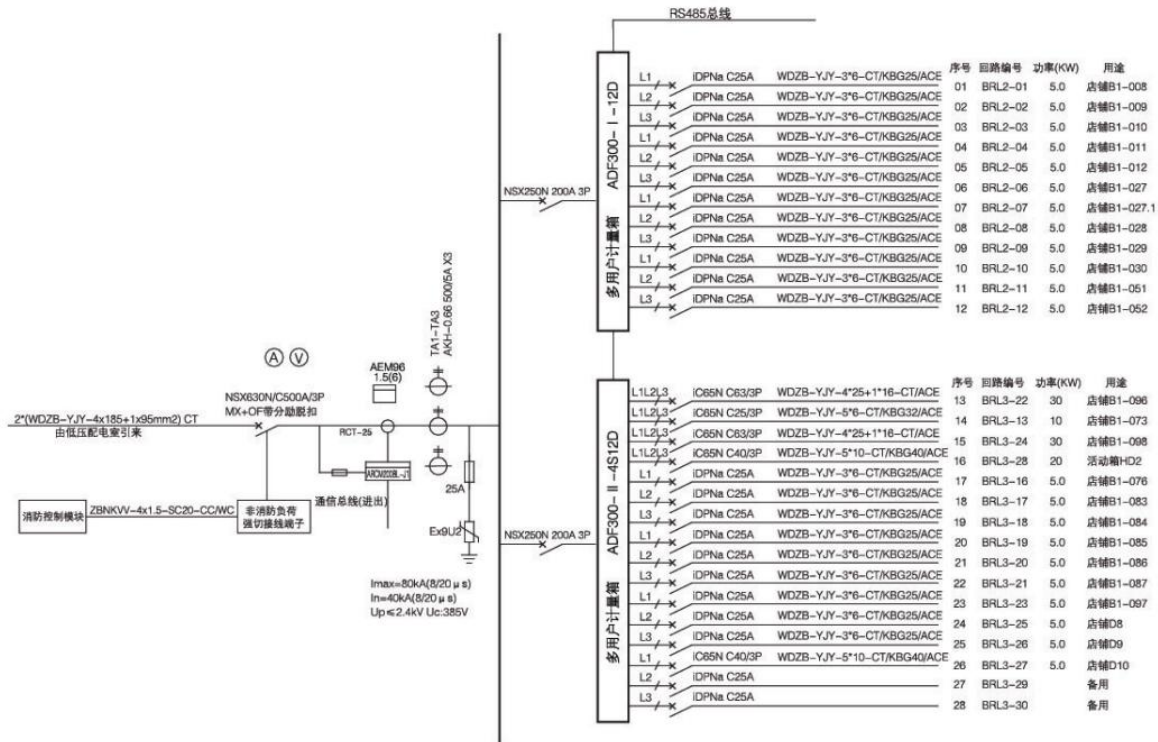 RS485总线
序号 回路编号 功率(KW) 用途
L1 iDPNa C25A WDZB-YJY-3*6-CT/KBG25/ACE 01 BRL2-01 5.0 店铺B1-008
L2 iDPNa C25A WDZB-YJY-3*6-CT/KBG25/ACE 02 BRL2-02 5.0 店铺B1-009
L3 iDPNa C25A WDZB-YJY-3*6-CT/KBG25/ACE 03 BRL2-03 5.0 店铺B1-010
L1 iDPNa C25A WDZB-YJY-3*6-CT/KBG25/ACE 04 BRL2-04 5.0 店铺B1-011
L2 iDPNa C25A WDZB-YJY-3*6-CT/KBG25/ACE 05 BRL2-05 5.0 店铺B1-012
L3 iDPNa C25A WDZB-YJY-3*6-CT/KBG25/ACE 06 BRL2-06 5.0 店铺B1-027
L1 iDPNa C25A WDZB-YJY-3*6-CT/KBG25/ACE 07 BRL2-07 5.0 店铺B1-027.1
L2 iDPNa C25A WDZB-YJY-3*6-CT/KBG25/ACE 08 BRL2-08 5.0 店铺B1-028
L3 iDPNa C25A WDZB-YJY-3*6-CT/KBG25/ACE 09 BRL2-09 5.0 店铺B1-029
L1 iDPNa C25A WDZB-YJY-3*6-CT/KBG25/ACE 10 BRL2-10 5.0 店铺B1-030
L2 iDPNa C25A WDZB-YJY-3*6-CT/KBG25/ACE 11 BRL2-11 5.0 店铺B1-051
L3 iDPNa C25A WDZB-YJY-3*6-CT/KBG25/ACE 12 BRL2-12 5.0 店铺B1-052
多用户计量箱 ADF300-I-12D
NSX250N 200A 3P
TA1-TA3
AKH-0.66 500/5A X3
A V
AEM96
1.5(6)
NSX630N/C500A/3P
MX+OF带分励脱扣
2*(WDZB-YJY-4x185+1x95mm2) CT
由低压配电室引来
RCT-25
ARCM200BL-J1
25A
通信总线(进出)
消防控制模块
ZBNKVV-4x1.5-SC20-CC/WC
非消防负荷
强切接线端子
Ex9U2
Imax=80kA(8/20μs)
In=40kA(8/20μs)
Up≤2.4kV Uc:385V
NSX250N 200A 3P
多用户计量箱 ADF300-II-4S12D
序号 回路编号 功率(KW) 用途
L1L2L3 iC65N C63/3P WDZB-YJY-4*25+1*16-CT/ACE 13 BRL3-22 30 店铺B1-096
L1L2L3 iC65N C25/3P WDZB-YJY-5*6-CT/KBG32/ACE 14 BRL3-13 10 店铺B1-073
L1L2L3 iC65N C63/3P WDZB-YJY-4*25+1*16-CT/ACE 15 BRL3-24 30 店铺B1-098
L1L2L3 iC65N C40/3P WDZB-YJY-5*10-CT/KBG40/ACE 16 BRL3-28 20 活动箱HD2
L1 iDPNa C25A WDZB-YJY-3*6-CT/KBG25/ACE 17 BRL3-16 5.0 店铺B1-076
L2 iDPNa C25A WDZB-YJY-3*6-CT/KBG25/ACE 18 BRL3-17 5.0 店铺B1-083
L3 iDPNa C25A WDZB-YJY-3*6-CT/KBG25/ACE 19 BRL3-18 5.0 店铺B1-084
L1 iDPNa C25A WDZB-YJY-3*6-CT/KBG25/ACE 20 BRL3-19 5.0 店铺B1-085
L2 iDPNa C25A WDZB-YJY-3*6-CT/KBG25/ACE 21 BRL3-20 5.0 店铺B1-086
L3 iDPNa C25A WDZB-YJY-3*6-CT/KBG25/ACE 22 BRL3-21 5.0 店铺B1-087
L1 iDPNa C25A WDZB-YJY-3*6-CT/KBG25/ACE 23 BRL3-23 5.0 店铺B1-097
L2 iDPNa C25A WDZB-YJY-3*6-CT/KBG25/ACE 24 BRL3-25 5.0 店铺D8
L3 iDPNa C25A WDZB-YJY-3*6-CT/KBG25/ACE 25 BRL3-26 5.0 店铺D9
L1 iC65N C40/3P WDZB-YJY-5*10-CT/KBG40/ACE 26 BRL3-27 5.0 店铺D10
L2 iDPNa C25A 27 BRL3-29 备用
L3 iDPNa C25A 28 BRL3-30 备用